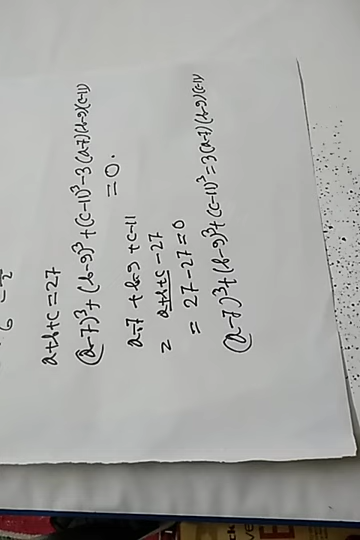 a+b+c=27
(a-7)³+(b-9)³+(c-11)³-3(a-7)(b-9)(c-11)
=0.
a-7+b-9+c-11
= a+b+c-27
= 27-27=0
(a-7)³+(b-9)³+(c-11)³=3(a-7)(b-9)(c-11)